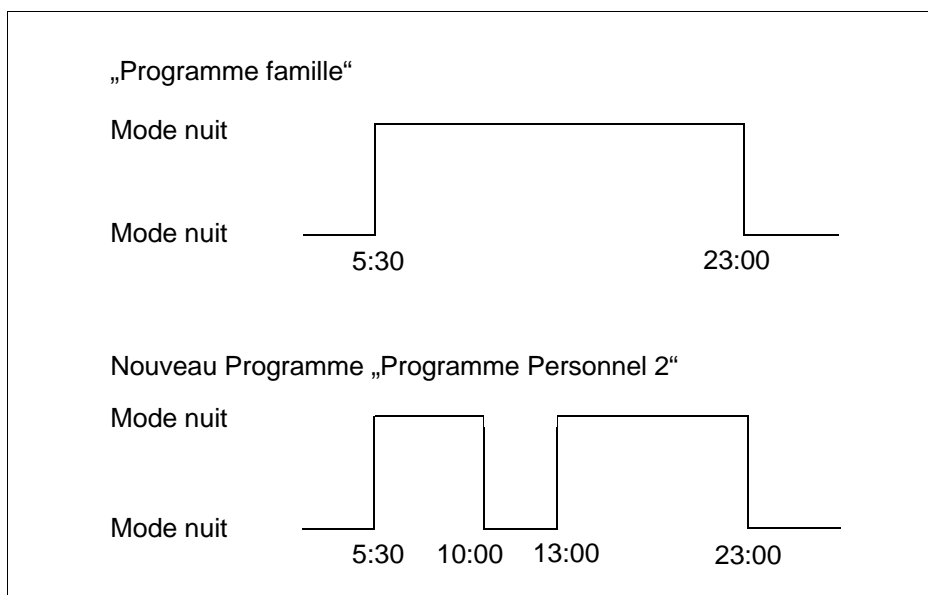 „Programme famille“
Mode nuit
Mode nuit
5:30 23:00
Nouveau Programme „Programme Personnel 2“
Mode nuit
Mode nuit
5:30 10:00 13:00 23:00